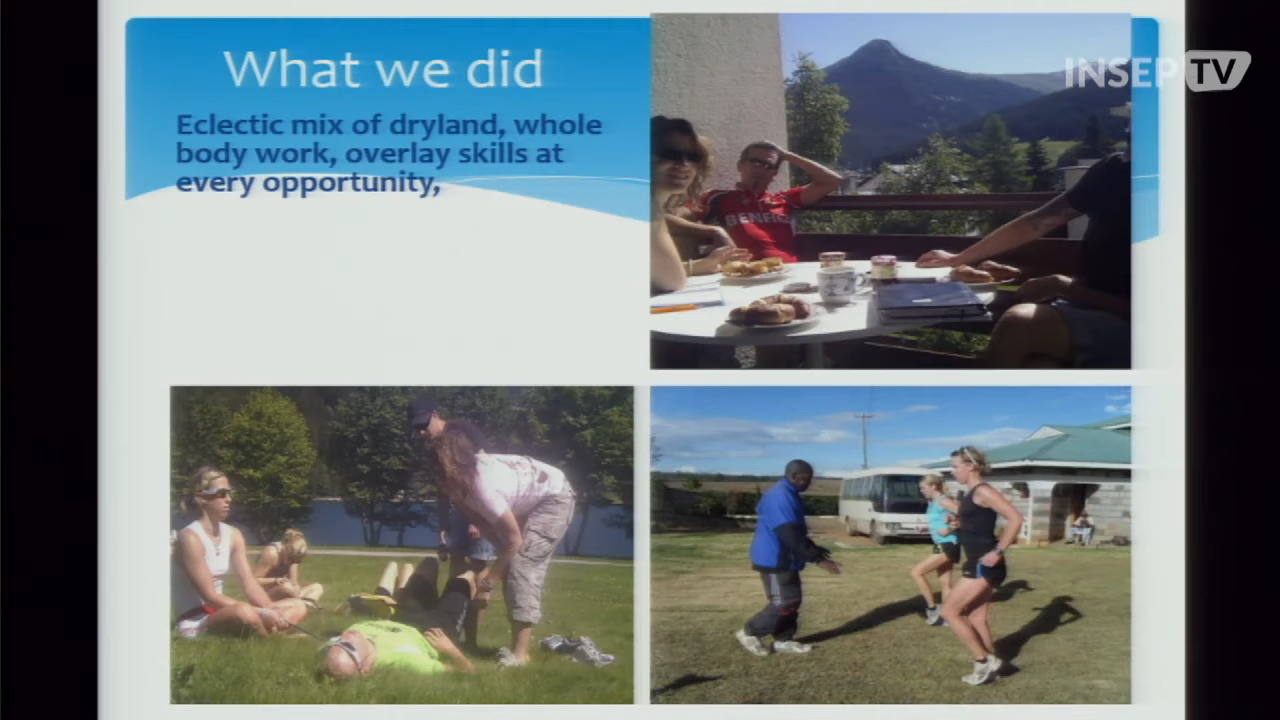 What we did
INSEP TV
Eclectic mix of dryland, whole
body work, overlay skills at
every opportunity,